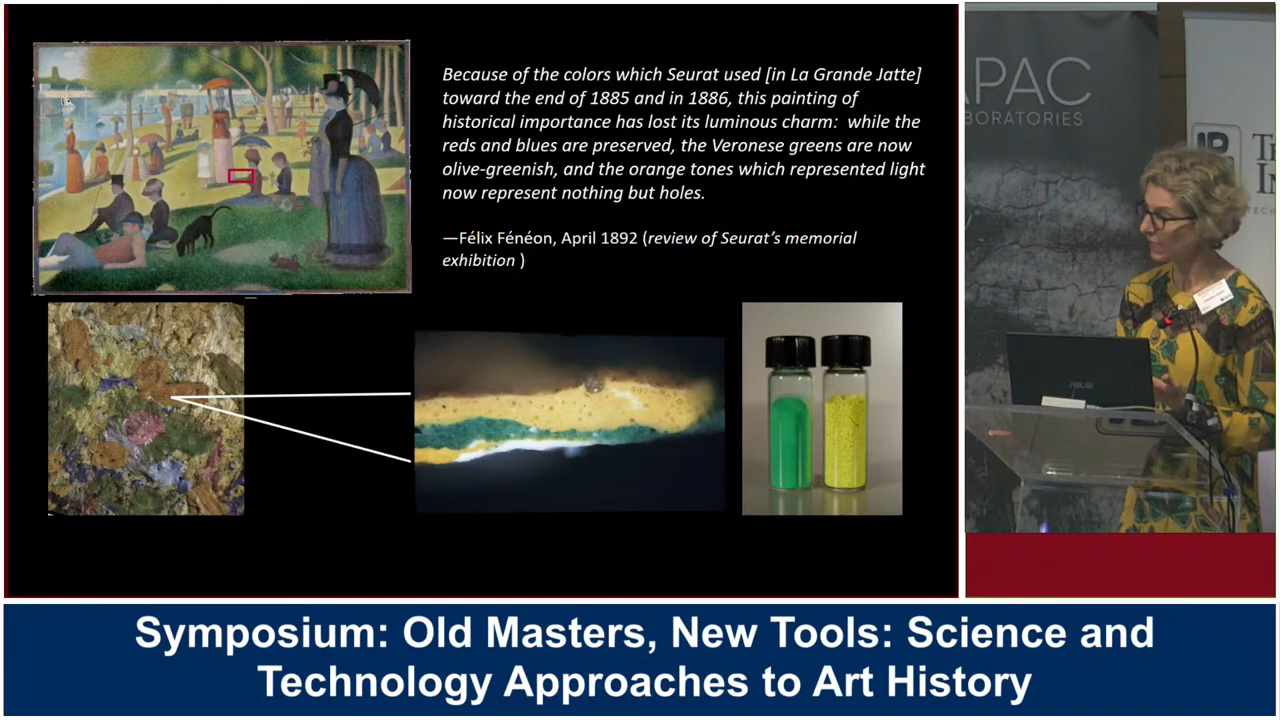 Because of the colors which Seurat used [in La Grande Jatte]
toward the end of 1885 and in 1886, this painting of
historical importance has lost its luminous charm:  while the
reds and blues are preserved, the Veronese greens are now
olive-greenish, and the orange tones which represented light
now represent nothing but holes.
—Félix Fénéon, April 1892 (review of Seurat’s memorial
exhibition )
APAC
BORATORIES
ASUS
Symposium: Old Masters, New Tools: Science and
Technology Approaches to Art History